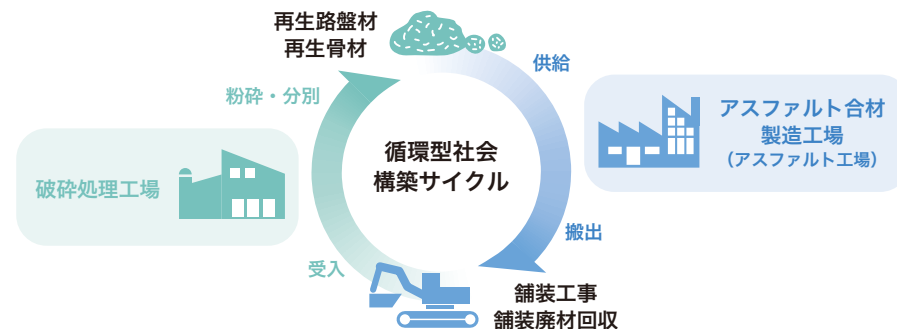 再生路盤材
再生骨材
供給
粉砕・分別
アスファルト合材
製造工場
（アスファルト工場）
循環型社会
構築サイクル
破砕処理工場
搬出
受入
舗装工事
舗装廃材回収